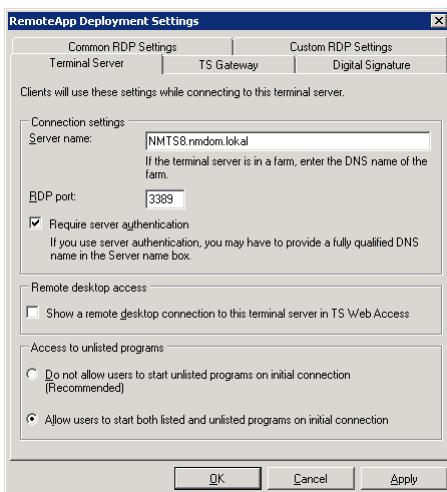 RemoteApp Deployment Settings
Common RDP Settings
Custom RDP Settings
Terminal Server
TS Gateway
Digital Signature
Clients will use these settings while connecting to this terminal server.
Connection settings
Server name:
NMTS8.nmdom.lokal
If the terminal server is in a farm, enter the DNS name of the
farm.
RDP port:
3389
Require server authentication
If you use server authentication, you may have to provide a fully qualified DNS
name in the Server name box.
Remote desktop access
Show a remote desktop connection to this terminal server in TS Web Access
Access to unlisted programs
Do not allow users to start unlisted programs on initial connection
(Recommended)
Allow users to start both listed and unlisted programs on initial connection
OK
Cancel
Apply